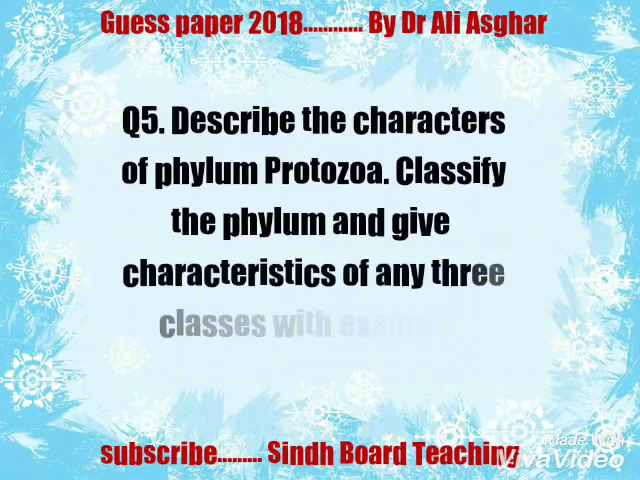 Guess paper 2018............ By Dr Ali Asghar
Q5. Describe the characters
of phylum Protozoa. Classify
the phylum and give
characteristics of any three
classes with
subscribe......... Sindh Board Teaching
Made With
VivaVideo